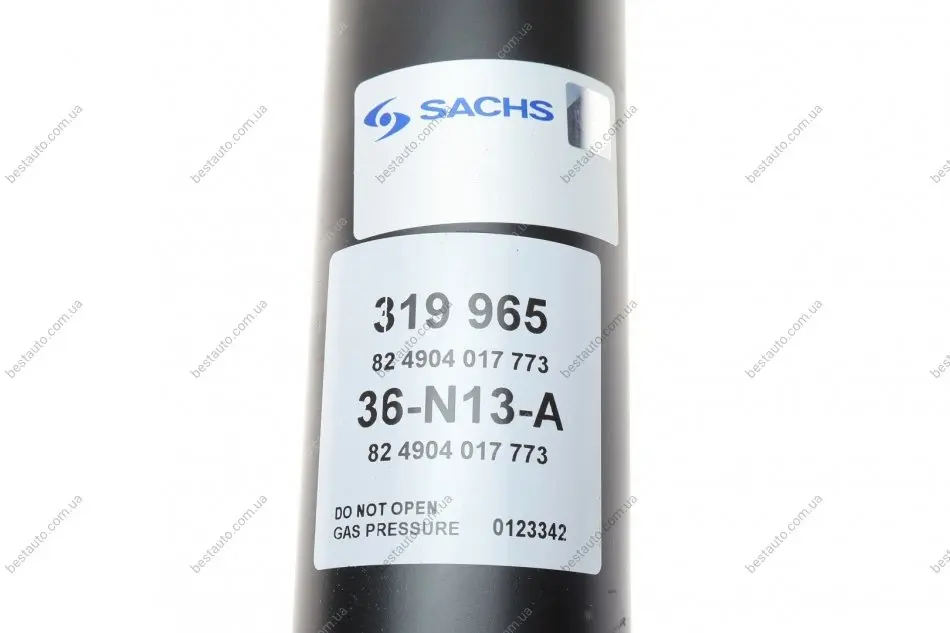 SACHS
319 965
82 4904 017 773
36-N13-A
82 4904 017 773
DO NOT OPEN
GAS PRESSURE 0123342
bestauto.com.ua